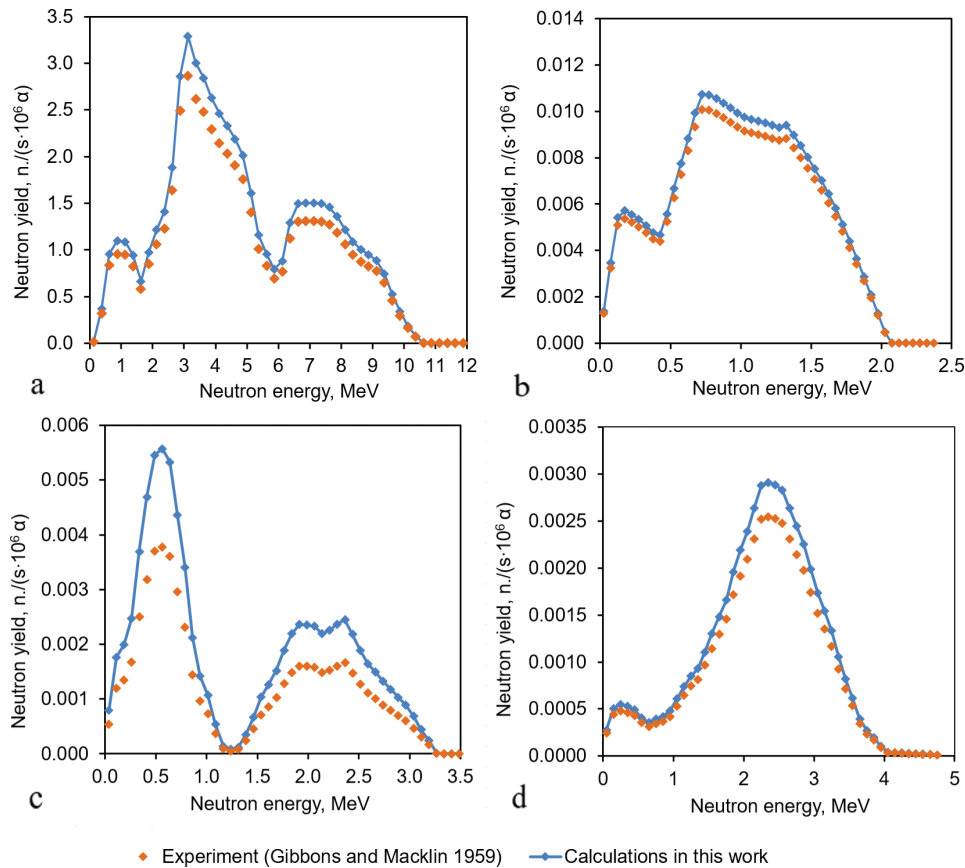 3.5
3.0
2.5
2.0
1.5
1.0
0.5
0.0
Neutron yield, n./(s·10⁶ α)
0 1 2 3 4 5 6 7 8 9 10 11 12
Neutron energy, MeV
a
0.014
0.012
0.010
0.008
0.006
0.004
0.002
0.000
Neutron yield, n./(s·10⁶ α)
0.0 0.5 1.0 1.5 2.0 2.5
Neutron energy, MeV
b
0.006
0.005
0.004
0.003
0.002
0.001
0.000
Neutron yield, n./(s·10⁶ α)
0.0 0.5 1.0 1.5 2.0 2.5 3.0 3.5
Neutron energy, MeV
c
0.0035
0.0030
0.0025
0.0020
0.0015
0.0010
0.0005
0.0000
Neutron yield, n./(s·10⁶ α)
0 1 2 3 4 5
Neutron energy, MeV
d
Experiment (Gibbons and Macklin 1959) Calculations in this work